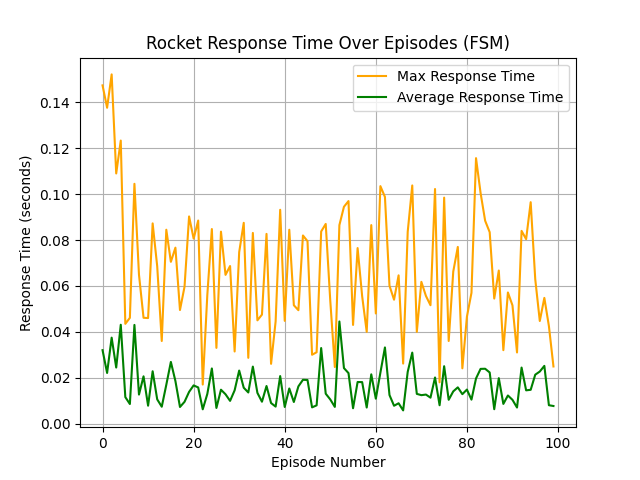 Rocket Response Time Over Episodes (FSM)
Max Response Time
Average Response Time
Response Time (seconds)
0.14
0.12
0.10
0.08
0.06
0.04
0.02
0.00
0
20
40
60
80
100
Episode Number